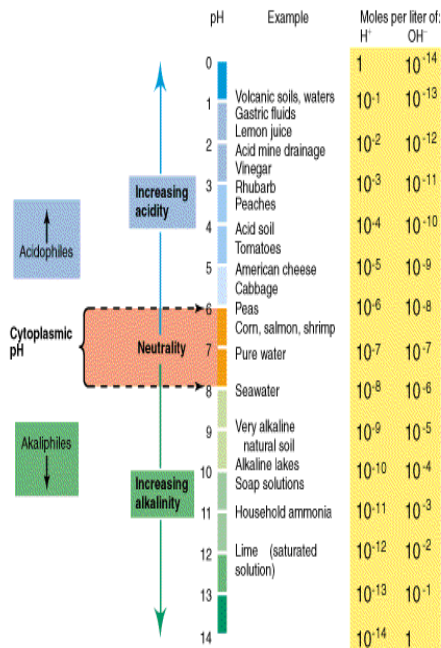 pH Example Moles per liter of:
H⁺ OH⁻
0 1 10⁻¹⁴
Volcanic soils, waters
1 10⁻¹ 10⁻¹³
Gastric fluids
Lemon juice
2 10⁻² 10⁻¹²
Acid mine drainage
Vinegar
3 10⁻³ 10⁻¹¹
Rhubarb
Peaches
Increasing
acidity
Acidophiles
4 10⁻⁴ 10⁻¹⁰
Acid soil
Tomatoes
5 10⁻⁵ 10⁻⁹
American cheese
Cabbage
6 Peas 10⁻⁶ 10⁻⁸
Corn, salmon, shrimp
Cytoplasmic
pH
Neutrality
7 Pure water 10⁻⁷ 10⁻⁷
8 Seawater 10⁻⁸ 10⁻⁶
Akaliphiles
9 Very alkaline 10⁻⁹ 10⁻⁵
natural soil
Alkaline lakes
10 10⁻¹⁰ 10⁻⁴
Soap solutions
Increasing
alkalinity
11 Household ammonia 10⁻¹¹ 10⁻³
12 Lime (saturated 10⁻¹² 10⁻²
solution)
13 10⁻¹³ 10⁻¹
14 10⁻¹⁴ 1